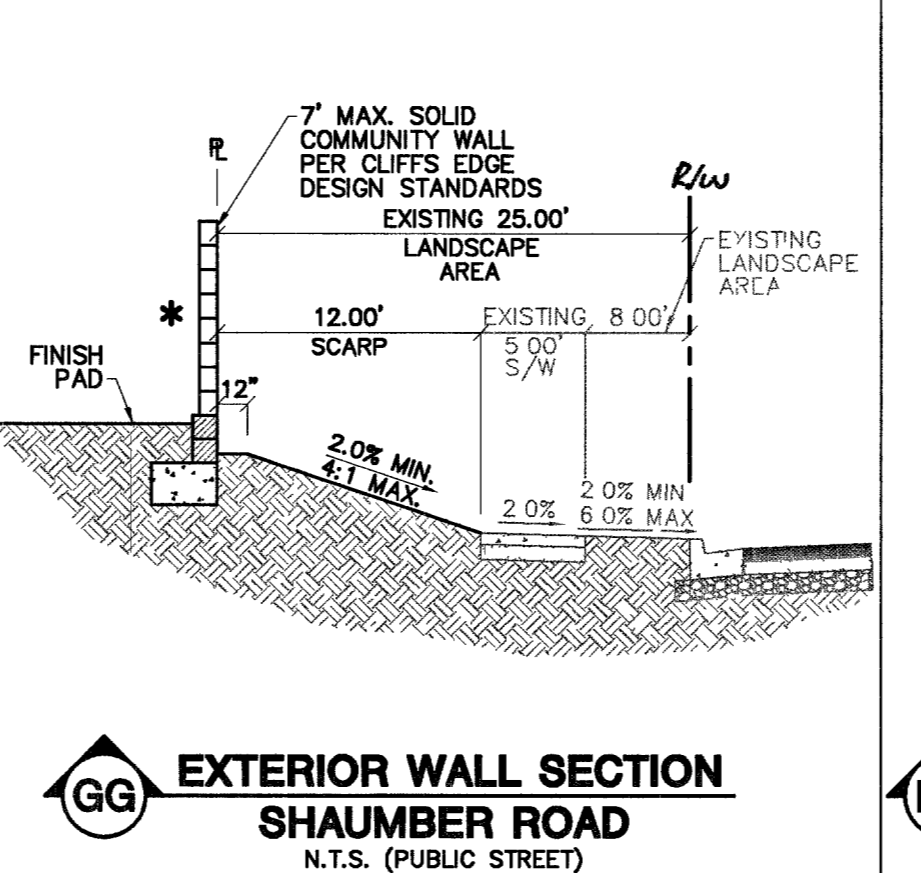 7' MAX. SOLID
COMMUNITY WALL
PER CLIFFS EDGE
DESIGN STANDARDS
PL
R/W
EXISTING 25.00'
LANDSCAPE
AREA
EXISTING
LANDSCAPE
AREA
*
12.00'
SCARP
EXISTING
5 00'
S/W
8 00'
FINISH
PAD
12"
2.0% MIN.
4:1 MAX.
2 0%
2 0% MIN
6 0% MAX
GG
EXTERIOR WALL SECTION
SHAUMBER ROAD
N.T.S. (PUBLIC STREET)